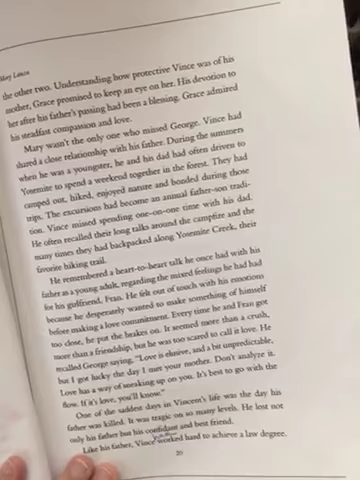 Mary Lance
the other two. Understanding how protective Vince was of his
mother, Grace promised to keep an eye on her. His devotion to
her after his father's passing had been a blessing. Grace admired
his steadfast compassion and love.
Mary wasn't the only one who missed George. Vince had
shared a close relationship with his father. During the summers
when he was a youngster, he and his dad had often driven to
Yosemite to spend a weekend together in the forest. They had
camped out, hiked, enjoyed nature and bonded during those
trips. The excursions had become an annual father-son tradi-
tion. Vince missed spending one-on-one time with his dad.
He often recalled their long talks around the campfire and the
many times they had backpacked along Yosemite Creek, their
favorite hiking trail.
He remembered a heart-to-heart talk he once had with his
father as a young adult, regarding the mixed feelings he had had
for his girlfriend, Fran. He felt out of touch with his emotions
because he desperately wanted to make something of himself
before making a love commitment. Every time he and Fran got
too close, he put the brakes on. It seemed more than a crush,
more than a friendship, but he was too scared to call it love. He
recalled George saying, "Love is elusive, and a bit unpredictable,
but I got lucky the day I met your mother. Don't analyze it.
Love has a way of sneaking up on you. It's best to go with the
flow. If it's love, you'll know."
One of the saddest days in Vincent's life was the day his
father was killed. It was tragic on so many levels. He lost not
only his father but his confidant and best friend.
Like his father, Vince worked hard to achieve a law degree,
20